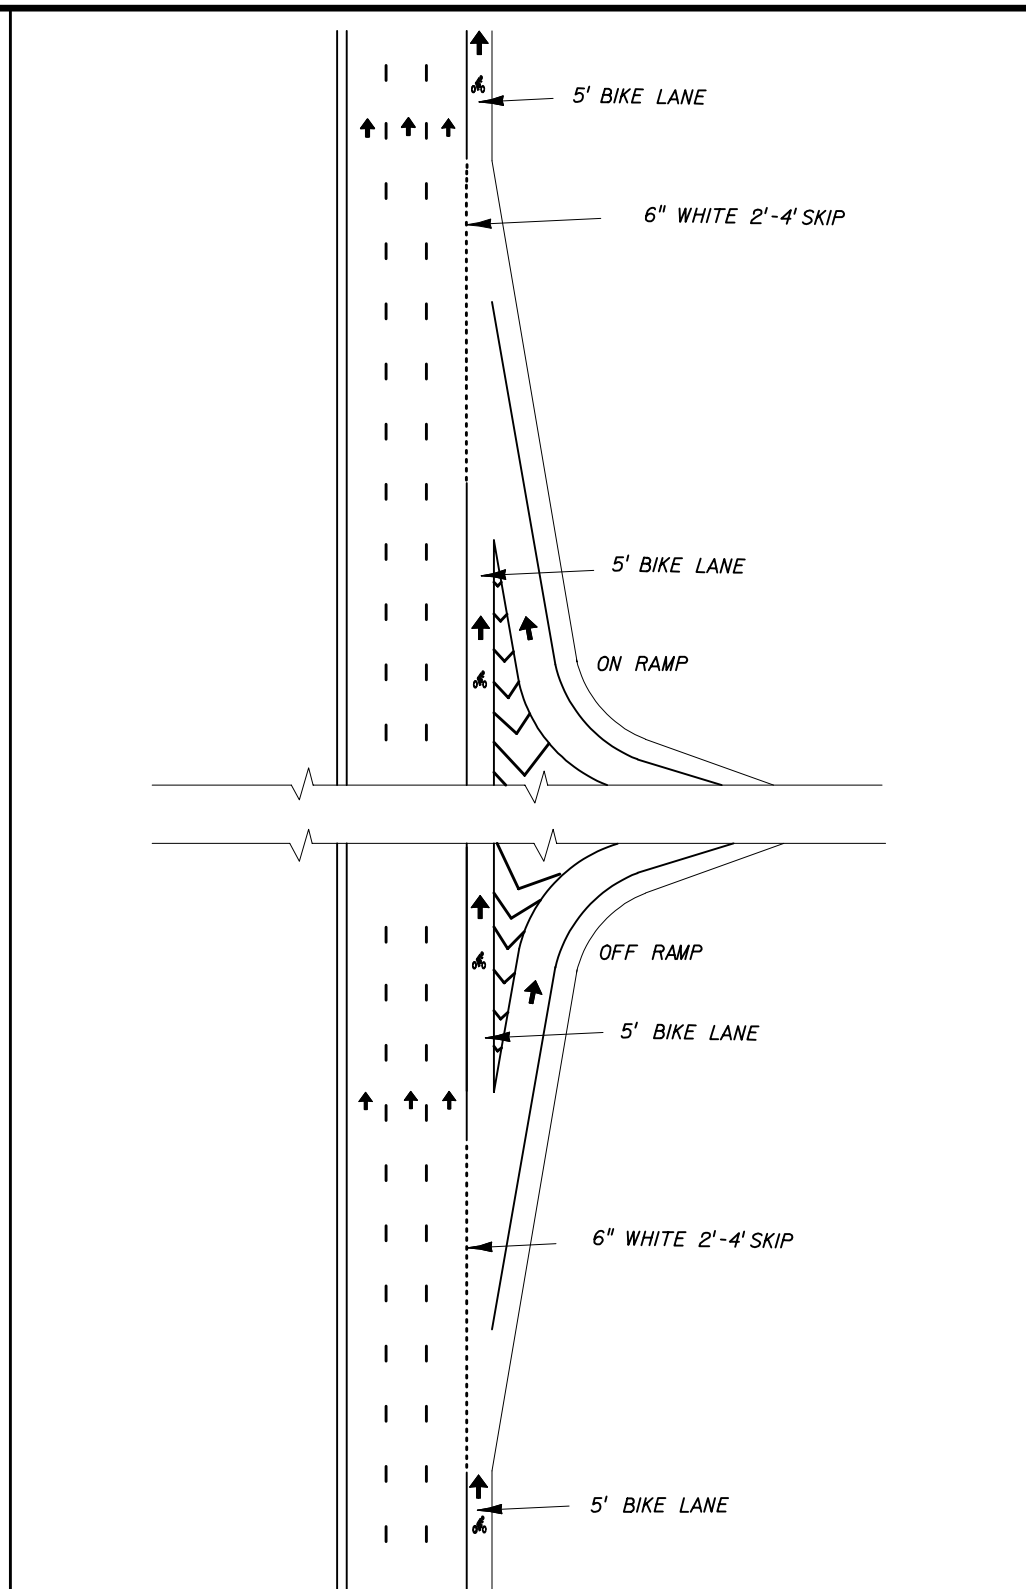 5' BIKE LANE
6" WHITE 2'-4' SKIP
5' BIKE LANE
ON RAMP
OFF RAMP
5' BIKE LANE
6" WHITE 2'-4' SKIP
5' BIKE LANE